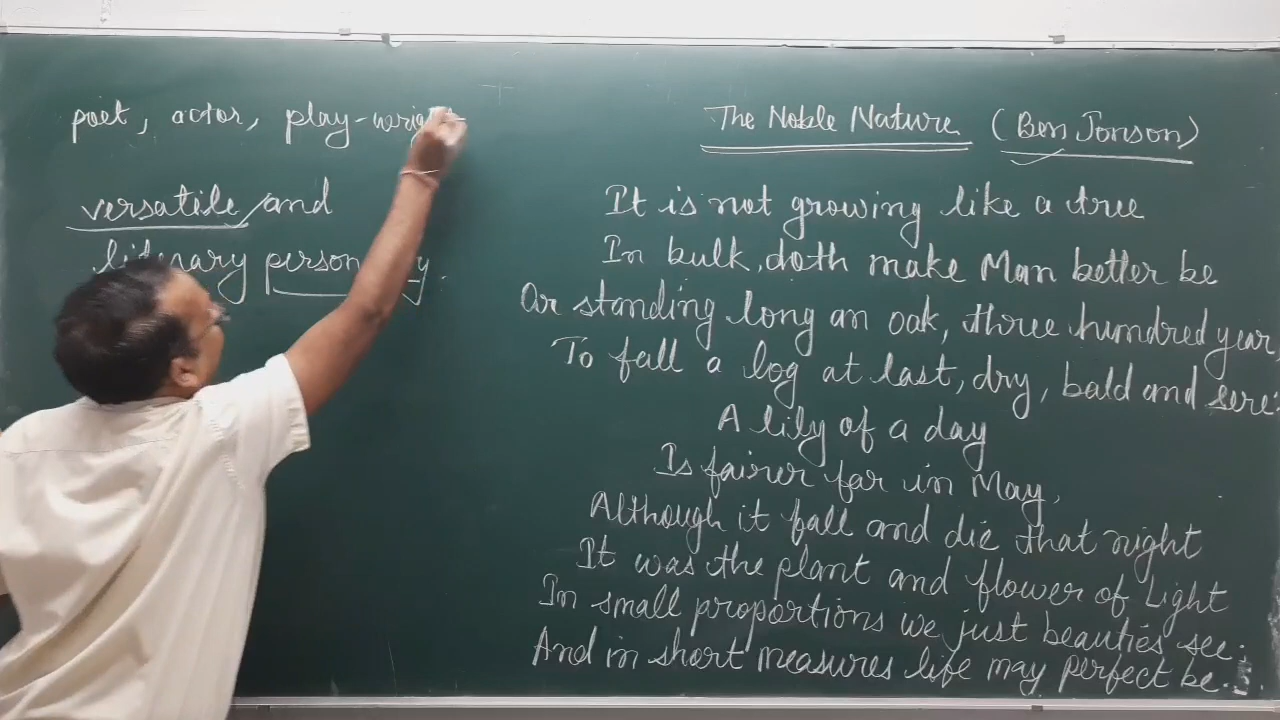 poet, actor, play-wright
versatile and
literary personality.
The Noble Nature (Ben Jonson)
It is not growing like a tree
In bulk, doth make Man better be
Or standing long an oak, three hundred year
To fall a log at last, dry, bald and sere:
A lily of a day
Is fairer far in May,
Although it fall and die that night
It was the plant and flower of Light
In small proportions we just beauties see.
And in short measures life may perfect be.